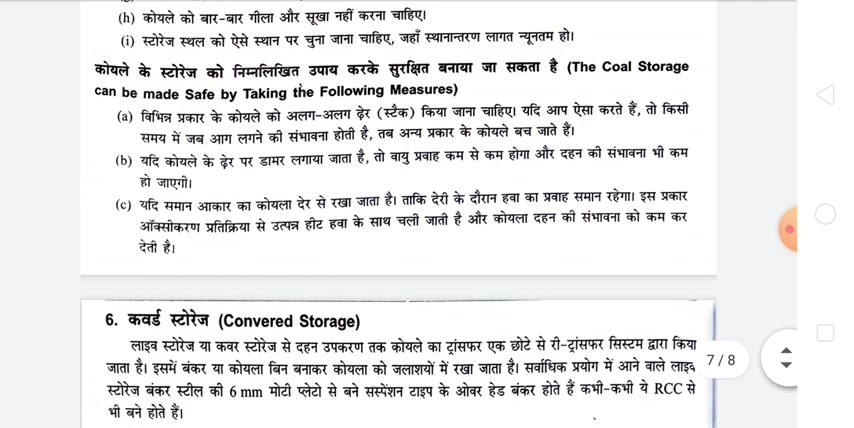 (h) कोयले को बार-बार गीला और सूखा नहीं करना चाहिए।
(i) स्टोरेज स्थल को ऐसे स्थान पर चुना जाना चाहिए, जहाँ स्थानान्तरण लागत न्यूनतम हो।
कोयले के स्टोरेज को निम्नलिखित उपाय करके सुरक्षित बनाया जा सकता है (The Coal Storage
can be made Safe by Taking the Following Measures)
(a) विभिन्न प्रकार के कोयले को अलग-अलग ढ़ेर (स्टैक) किया जाना चाहिए। यदि आप ऐसा करते हैं, तो किसी
समय में जब आग लगने की संभावना होती है, तब अन्य प्रकार के कोयले बच जाते हैं।
(b) यदि कोयले के ढ़ेर पर डामर लगाया जाता है, तो वायु प्रवाह कम से कम होगा और दहन की संभावना भी कम
हो जाएगी।
(c) यदि समान आकार का कोयला देर से रखा जाता है। ताकि देरी के दौरान हवा का प्रवाह समान रहेगा। इस प्रकार
ऑक्सीकरण प्रतिक्रिया से उत्पन्न हीट हवा के साथ चली जाती है और कोयला दहन की संभावना को कम कर
देती है।
6. कवर्ड स्टोरेज (Convered Storage)
लाइव स्टोरेज या कवर स्टोरेज से दहन उपकरण तक कोयले का ट्रांसफर एक छोटे से री-ट्रांसफर सिस्टम द्वारा किया
जाता है। इसमें बंकर या कोयला बिन बनाकर कोयला को जलाशयों में रखा जाता है। सर्वाधिक प्रयोग में आने वाले लाइव
7 / 8
स्टोरेज बंकर स्टील की 6 mm मोटी प्लेटो से बने सस्पेंशन टाइप के ओवर हेड बंकर होते हैं कभी-कभी ये RCC से
भी बने होते हैं।